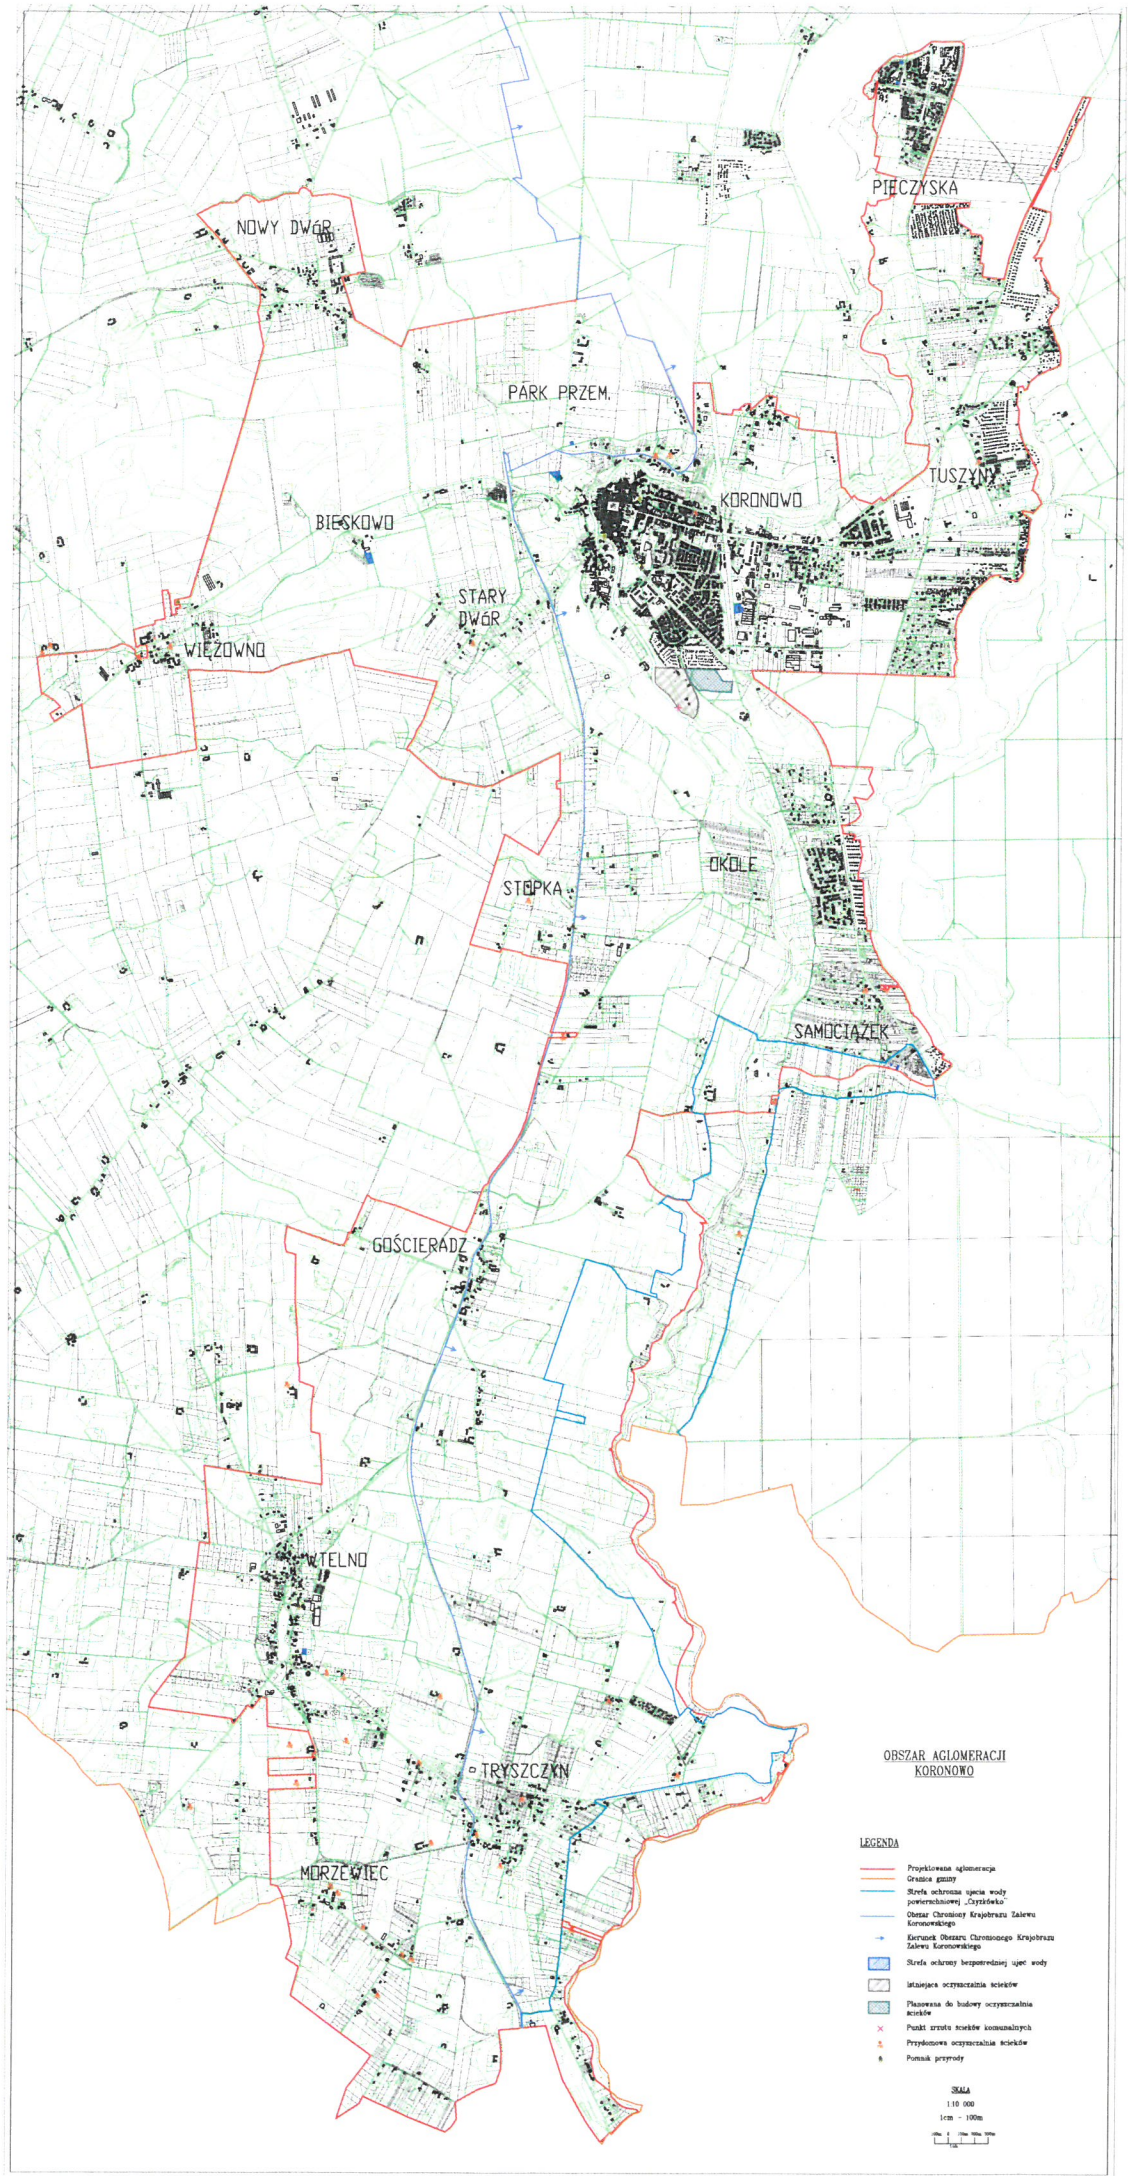 PIECZYSKA
NOWY DWóR
PARK PRZEM.
TUSZYNY
KORONOWO
BIESKOWO
STARY
DWóR
WIĘZOWNO
OKOLE
STOPKA
SAMOCIĄŻEK
GOŚCIERADZ
WTELNO
TRYSZCZYN
MORZEWIEC
OBSZAR AGLOMERACJI
KORONOWO
LEGENDA
Projektowana aglomeracja
Granica gminy
Strefa ochronna ujęcia wody
powierzchniowej „Czyżkówko”
Obszar Chroniony Krajobrazu Zalewu
Koronowskiego
Kierunek Obszaru Chronionego Krajobrazu
Zalewu Koronowskiego
Strefa ochrony bezpośredniej ujęć wody
Istniejąca oczyszczalnia ścieków
Planowana do budowy oczyszczalnia
ścieków
Punkt zrzutu ścieków komunalnych
Przydomowa oczyszczalnia ścieków
Pomnik przyrody
SKALA
1:10 000
1cm - 100m